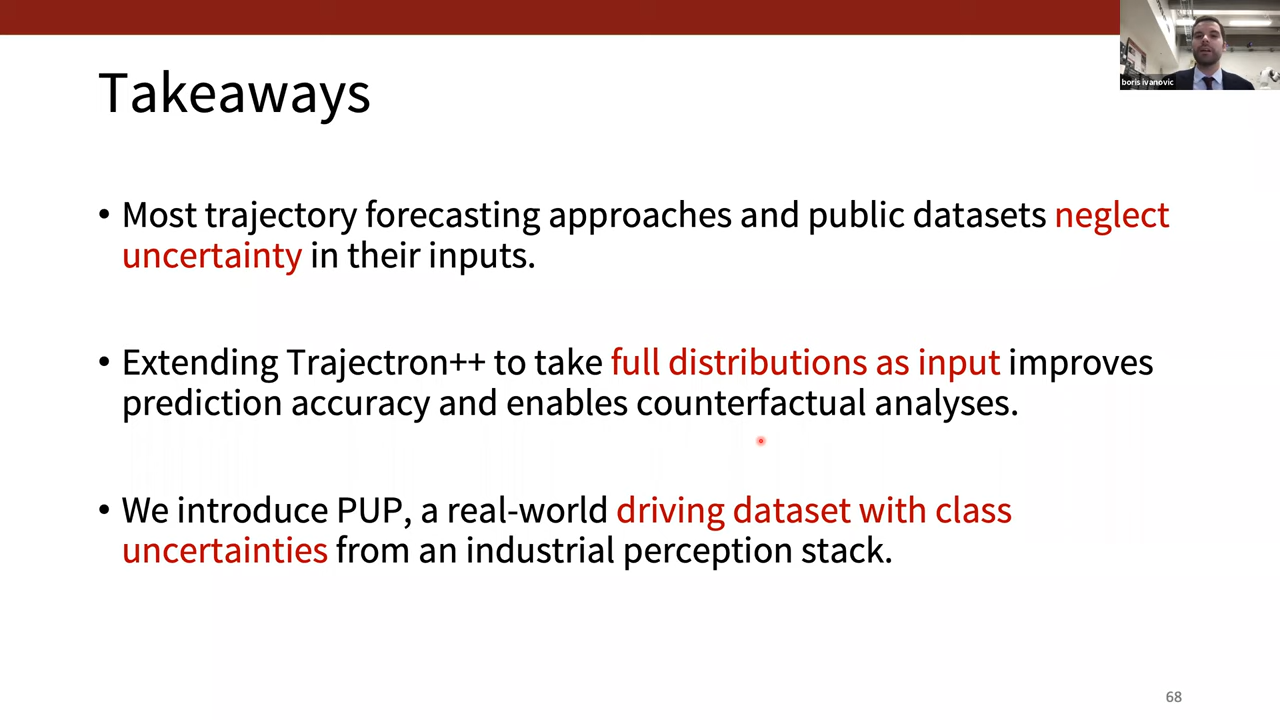 boris ivanovic
Takeaways
• Most trajectory forecasting approaches and public datasets neglect
uncertainty in their inputs.
• Extending Trajectron++ to take full distributions as input improves
prediction accuracy and enables counterfactual analyses.
• We introduce PUP, a real-world driving dataset with class
uncertainties from an industrial perception stack.
68